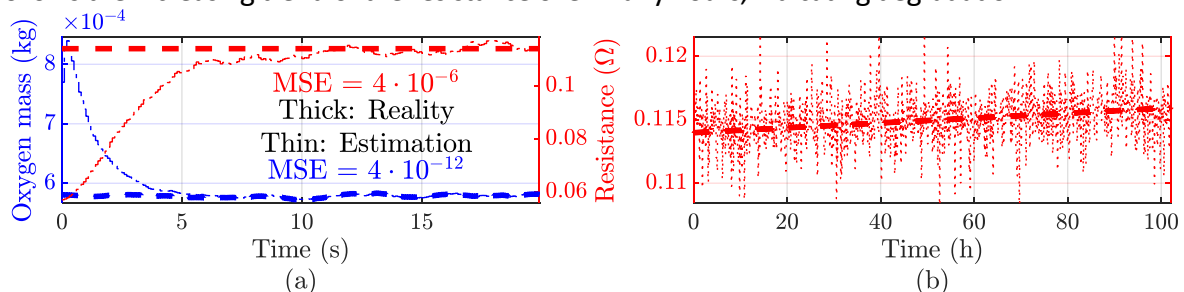 ×10⁻⁴
Oxygen mass (kg)
8
7
6
MSE = 4 · 10⁻⁶
Thick: Reality
Thin: Estimation
MSE = 4 · 10⁻¹²
0.1
0.08
0.06
Resistance (Ω)
0 5 10 15
Time (s)
(a)
0.12
0.115
0.11
0 20 40 60 80 100
Time (h)
(b)